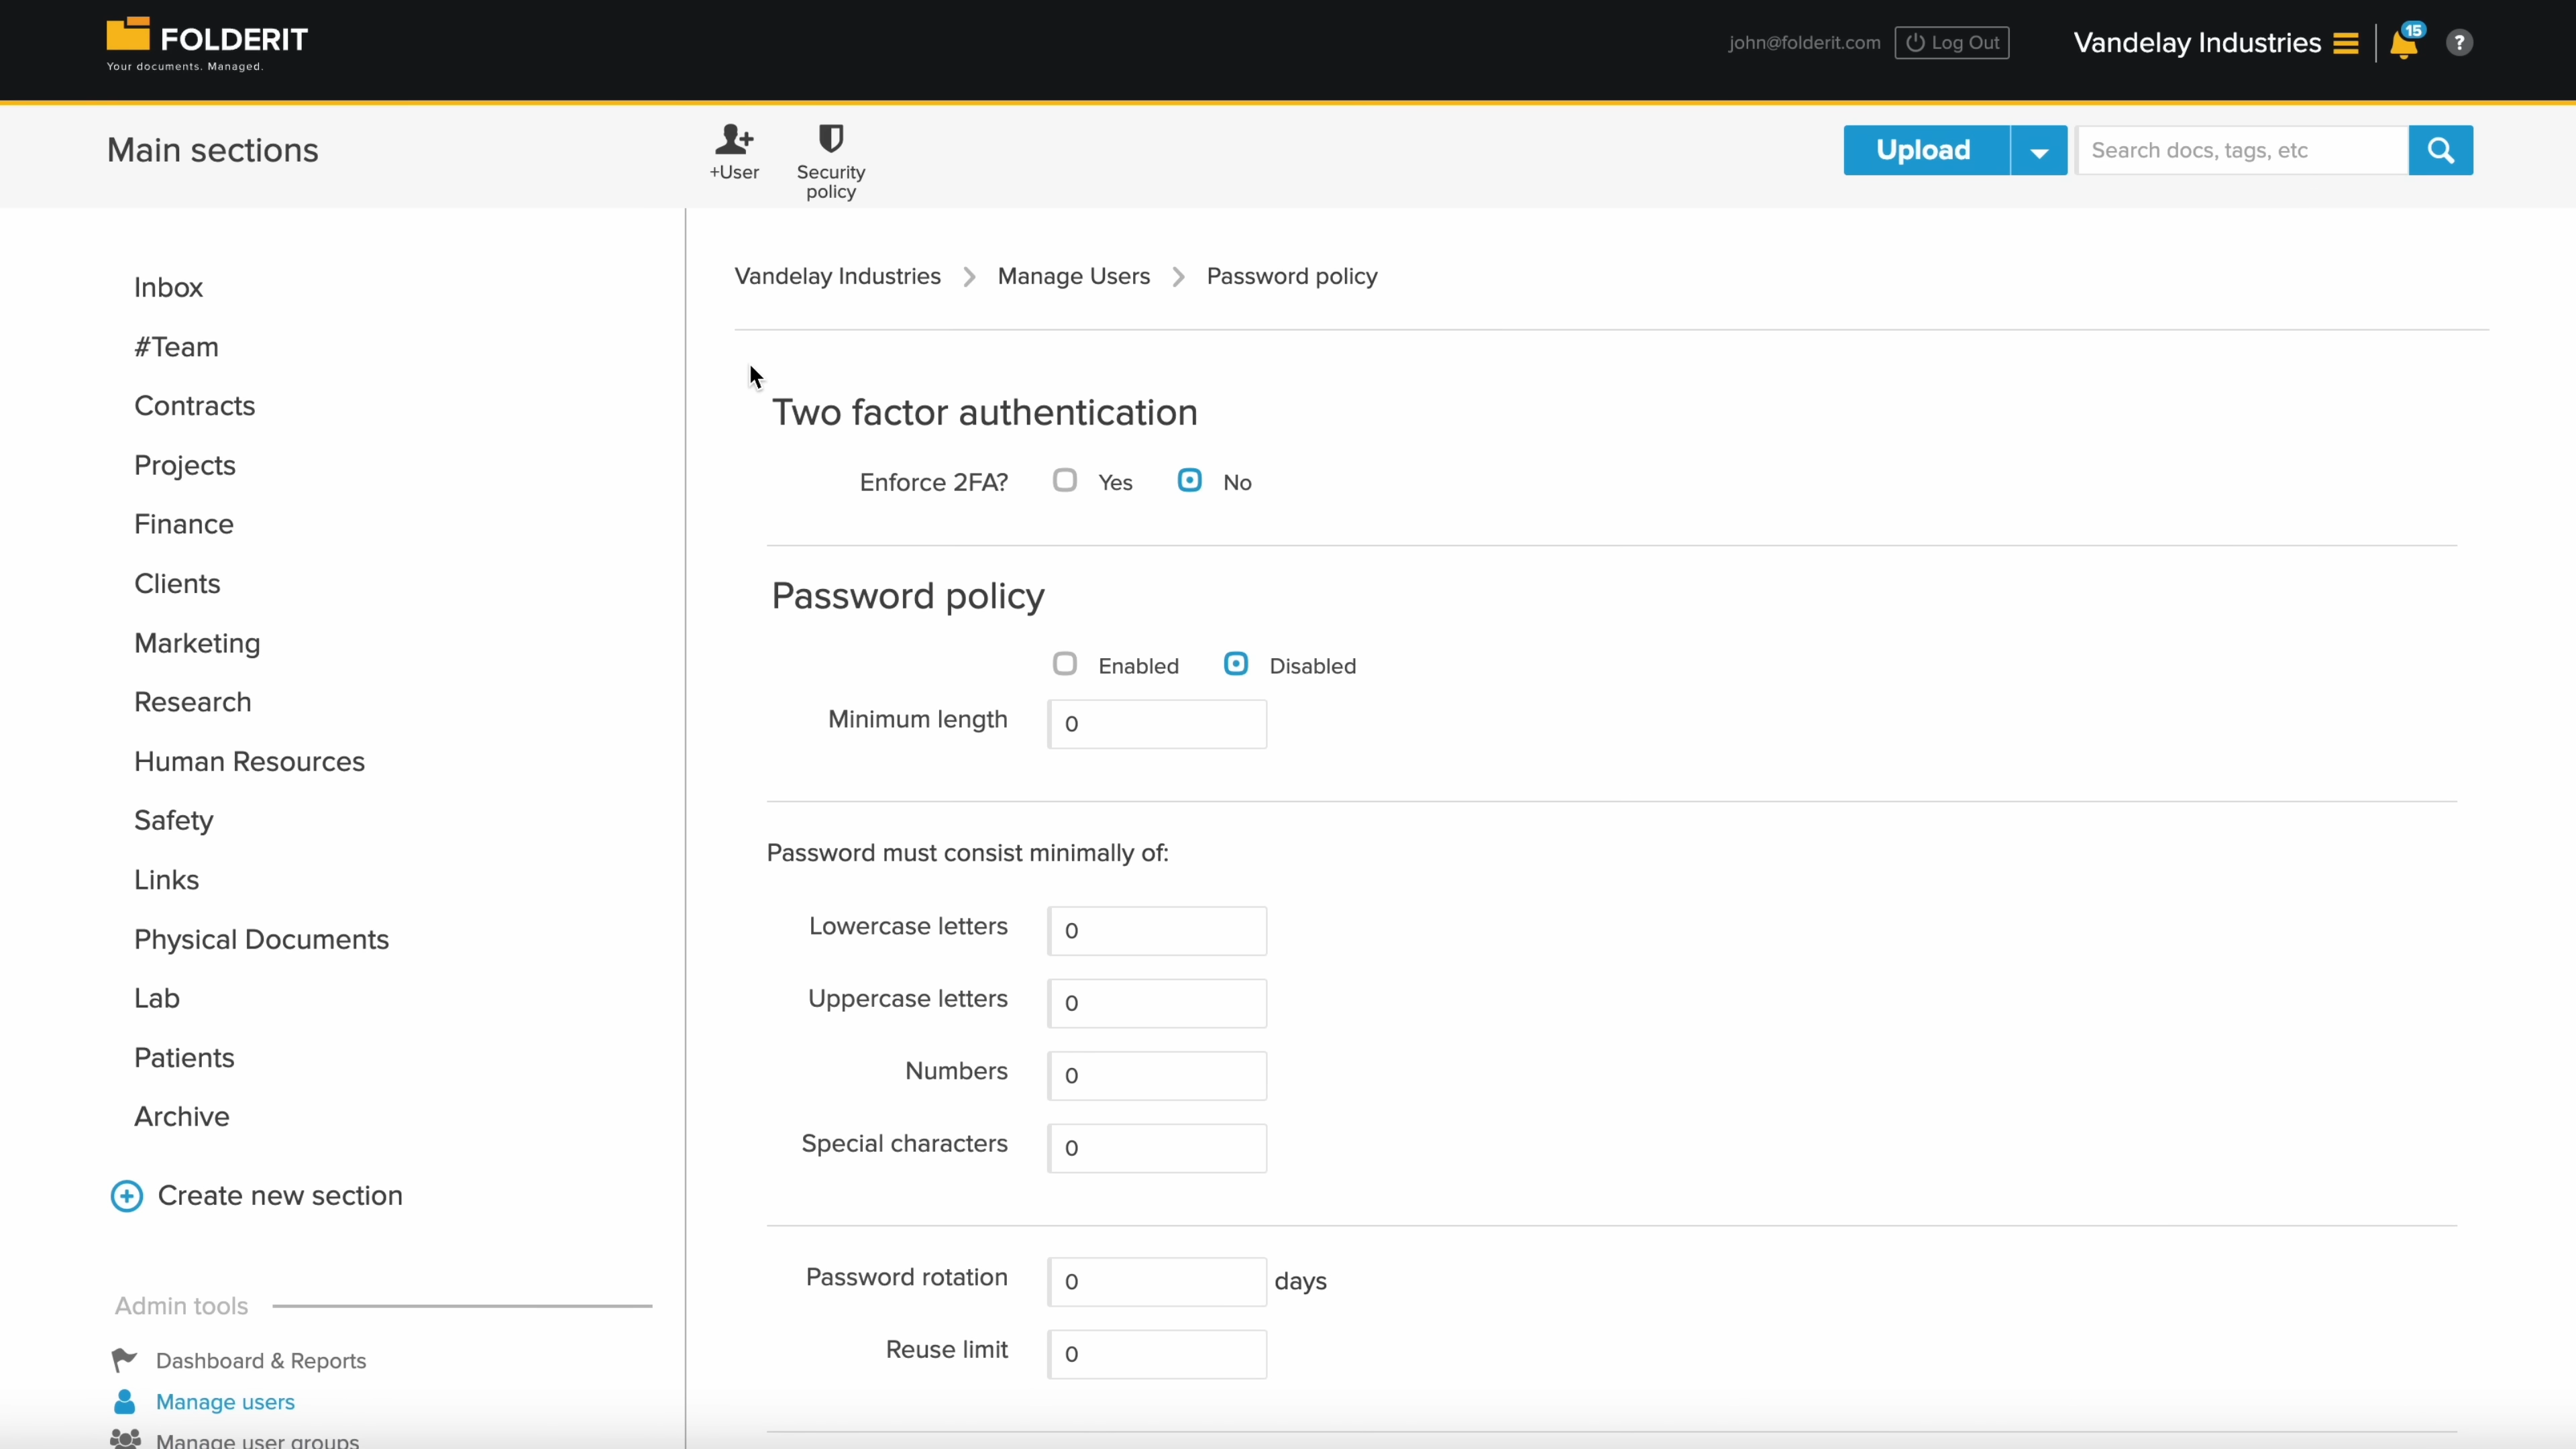 FOLDERIT
Your documents. Managed.
john@folderit.com
Log Out
Vandelay Industries
15
?
Main sections
+User
Security
policy
Upload
Search docs, tags, etc
Inbox
#Team
Contracts
Projects
Finance
Clients
Marketing
Research
Human Resources
Safety
Links
Physical Documents
Lab
Patients
Archive
Create new section
Admin tools
Dashboard & Reports
Manage users
Manage user groups
Vandelay Industries > Manage Users > Password policy
Two factor authentication
Enforce 2FA? Yes No
Password policy
Enabled Disabled
Minimum length 0
Password must consist minimally of:
Lowercase letters 0
Uppercase letters 0
Numbers 0
Special characters 0
Password rotation 0 days
Reuse limit 0